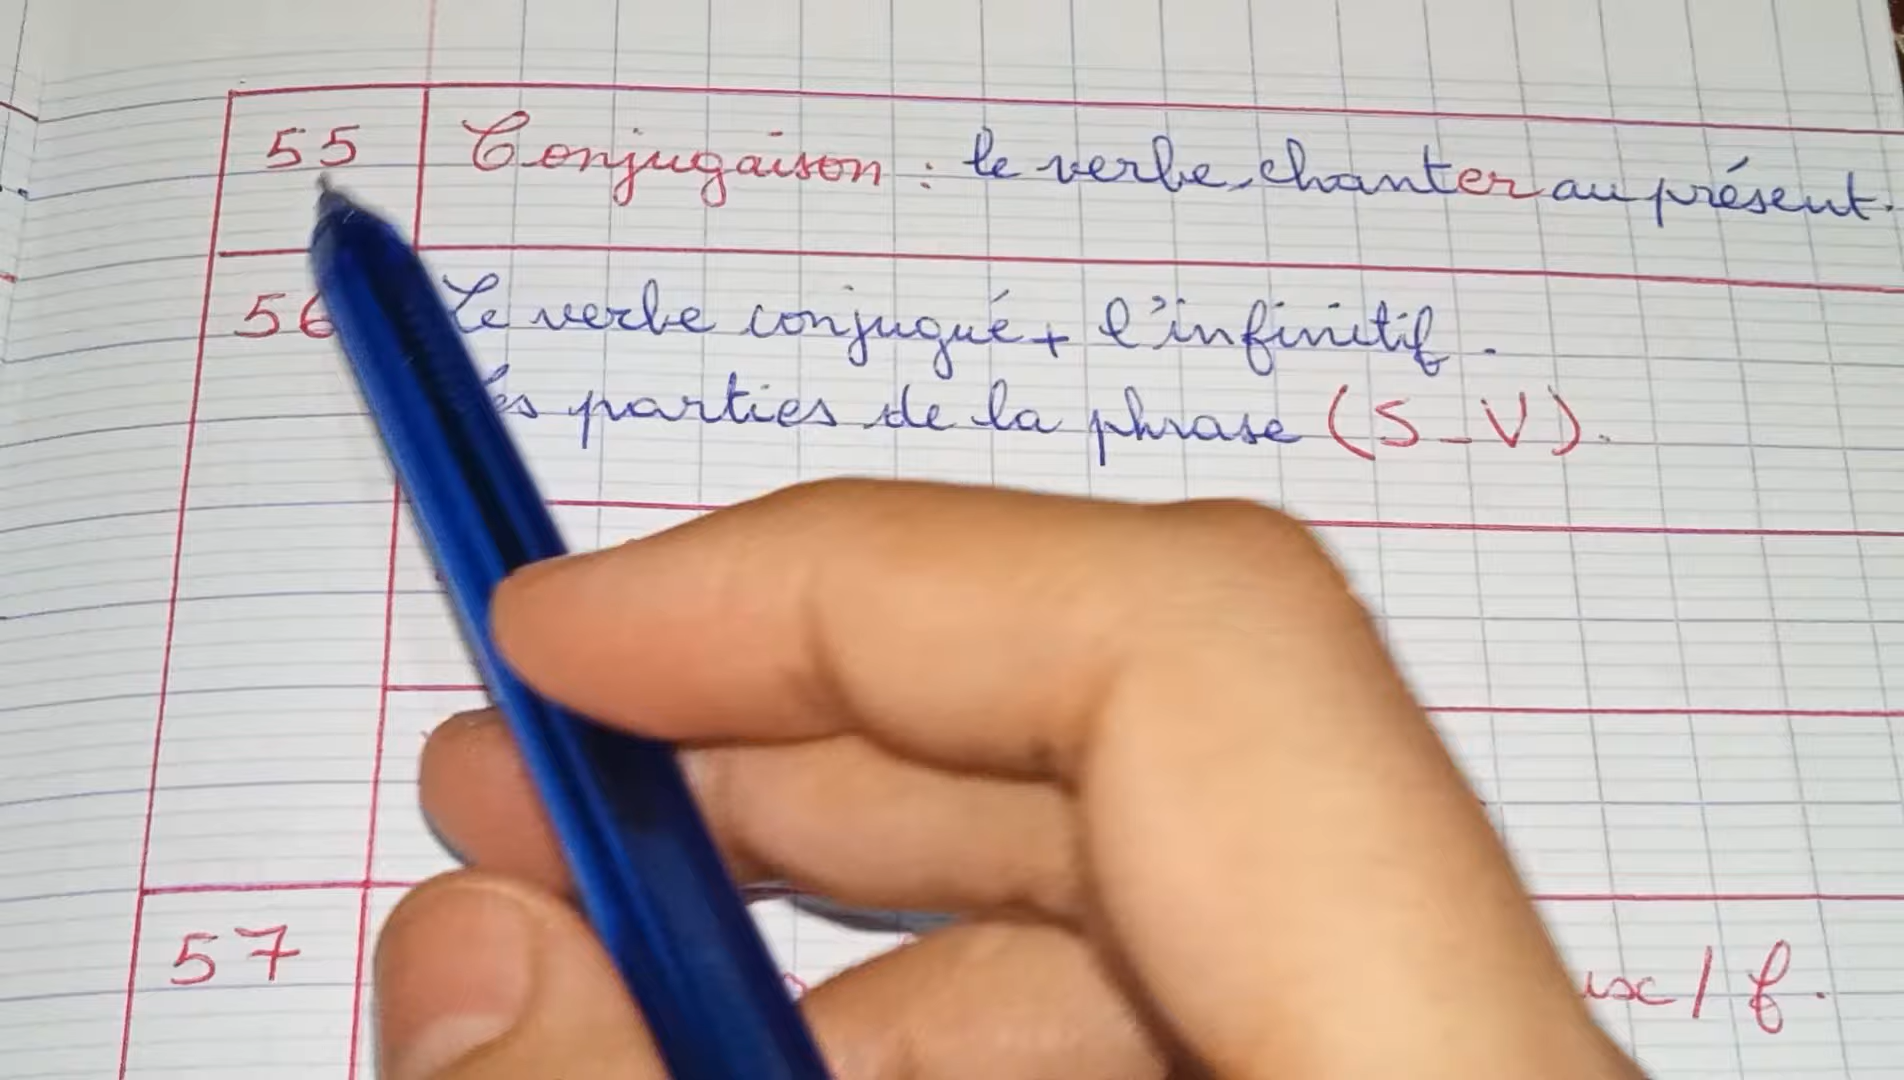 55 Conjugaison : le verbe chanter au présent.
56 Le verbe conjugué + l'infinitif.
parties de la phrase (S_V).
57 / f.